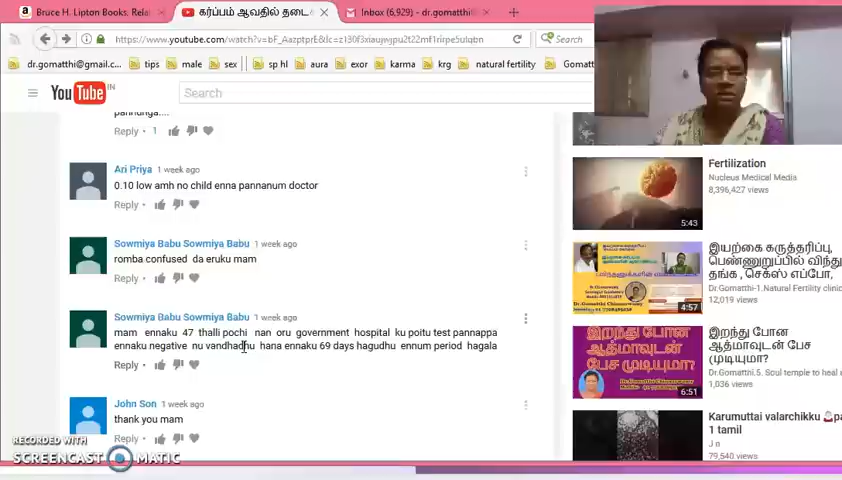 Bruce H. Lipton Books, Relat
கர்ப்பம் ஆவதில் தடை
Inbox (6,929) - dr.gomatthi@
https://www.youtube.com
Search
dr.gomatthi@gmail.c...
tips
male
sex
sp hl
aura
exor
karma
krg
natural fertility
Gomatt
YouTube IN
Search
pannunga....
Reply · 1
Ari Priya 1 week ago
0.10 low amh no child enna pannanum doctor
Reply ·
Sowmiya Babu Sowmiya Babu 1 week ago
romba confused da eruku mam
Reply ·
Sowmiya Babu Sowmiya Babu 1 week ago
mam ennaku 47 thalli pochi nan oru government hospital ku poitu test pannappa
ennaku negative nu vandhadhu hana ennaku 69 days hagudhu ennum period hagala
Reply ·
John Son 1 week ago
thank you mam
Reply ·
Fertilization
Nucleus Medical Media
8,396,427 views
5:43
இயற்கை கருத்தரிப்பு,
பெண்ணுறுப்பில் விந்து
தங்க , செக்ஸ் எப்போ,
Dr.Gomatthi-1.Natural Fertility clinic
12,019 views
4:57
இறந்து போன
ஆத்மாவுடன் பேச
முடியுமா?
இறந்து போன
ஆத்மாவுடன் பேச
முடியுமா?
Dr.Gomatthi.5. Soul temple to heal
1,036 views
6:51
Karumuttai valarchikku
1 tamil
J n
79,540 views
RECORDED WITH
SCREENCAST MATIC